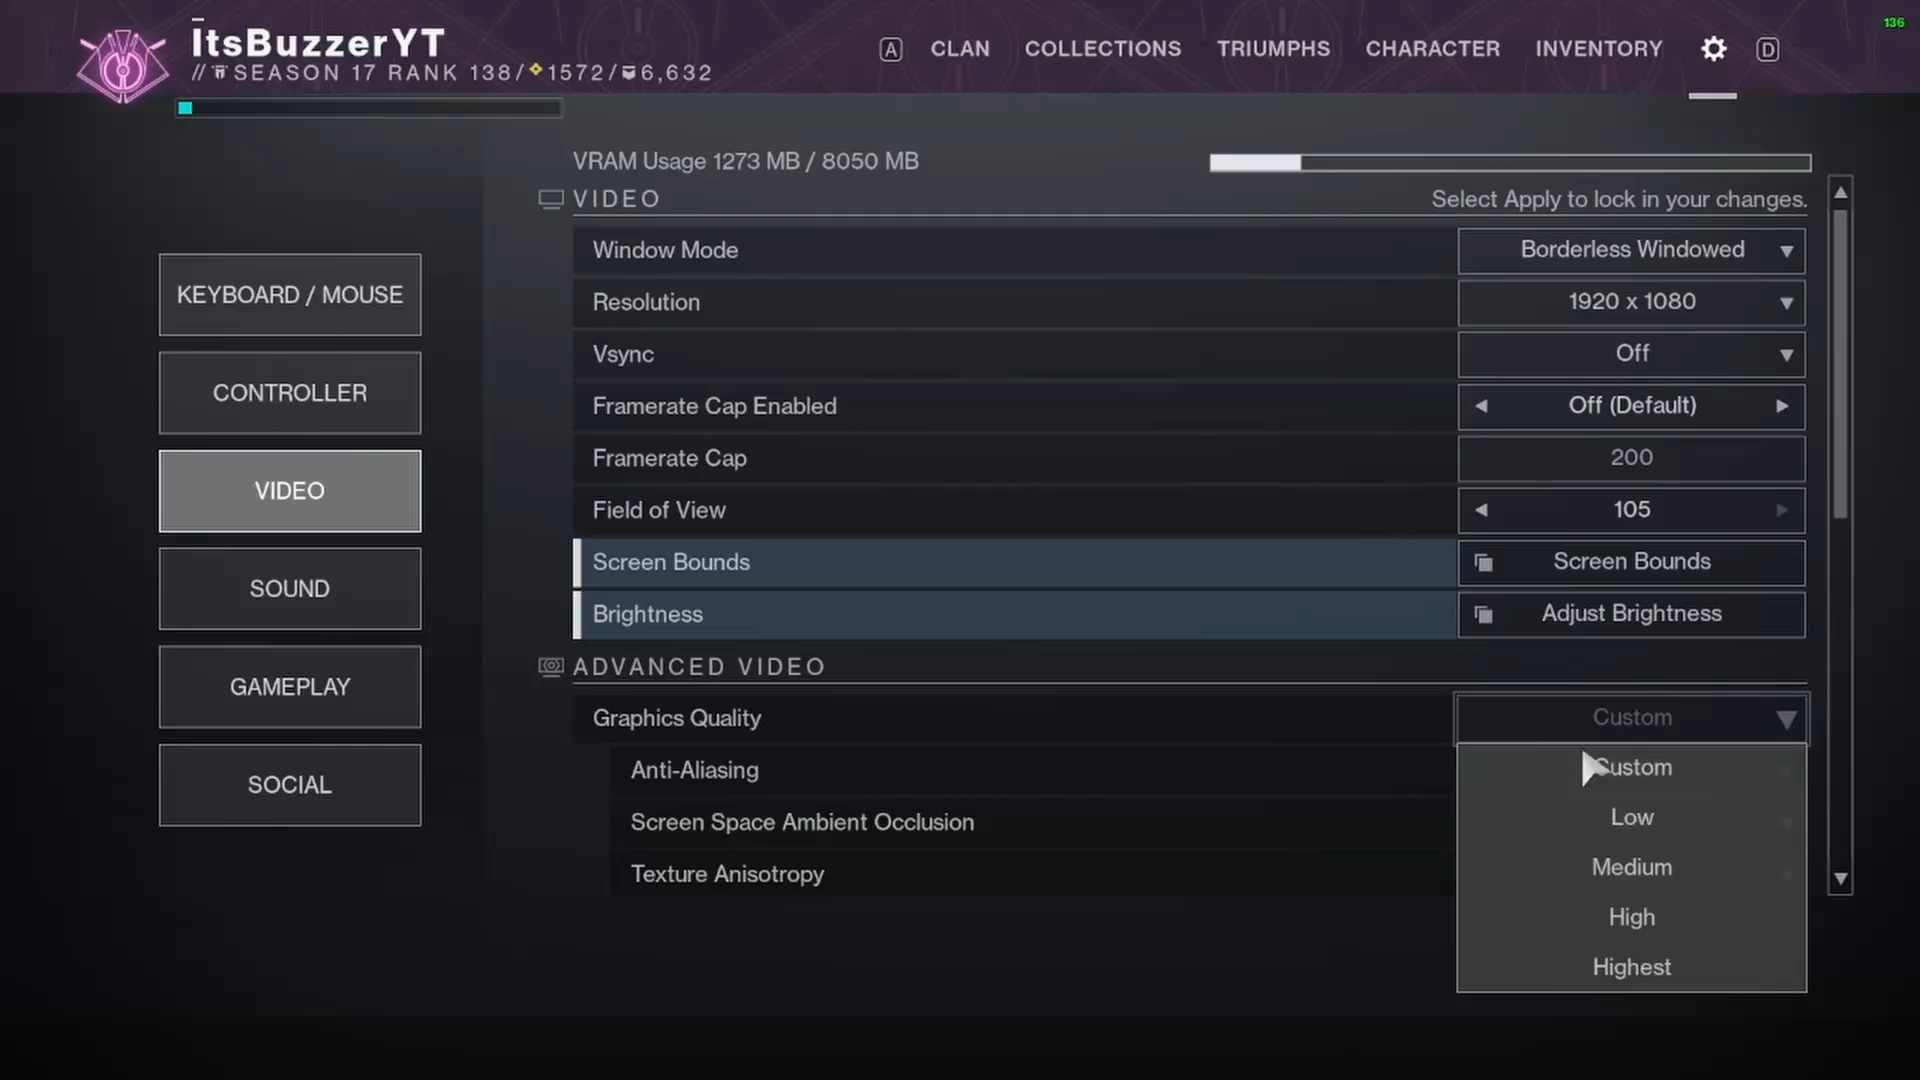 ItsBuzzerYT
// SEASON 17 RANK 138/1572/6,632
A CLAN COLLECTIONS TRIUMPHS CHARACTER INVENTORY D
136
VRAM Usage 1273 MB / 8050 MB
VIDEO
Select Apply to lock in your changes.
Window Mode Borderless Windowed
Resolution 1920 x 1080
Vsync Off
Framerate Cap Enabled Off (Default)
Framerate Cap 200
Field of View 105
Screen Bounds Screen Bounds
Brightness Adjust Brightness
KEYBOARD / MOUSE
CONTROLLER
VIDEO
SOUND
GAMEPLAY
SOCIAL
ADVANCED VIDEO
Graphics Quality Custom
Anti-Aliasing
Screen Space Ambient Occlusion
Texture Anisotropy
Custom
Low
Medium
High
Highest